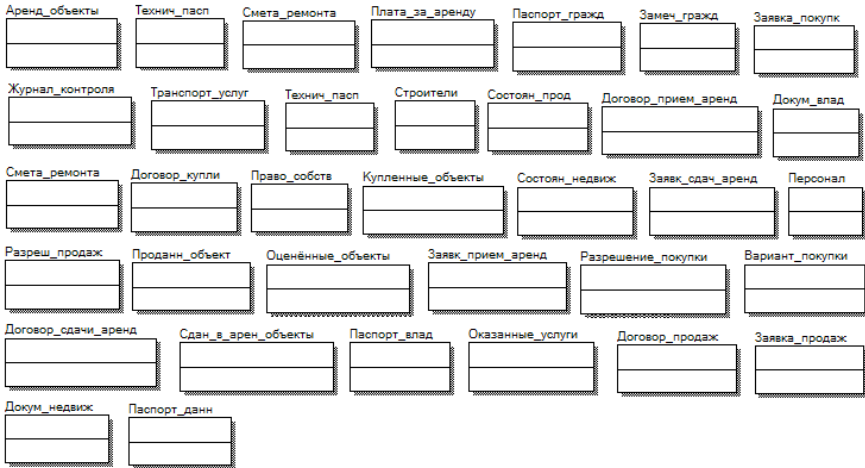 Аренд_объекты Технич_пасп Смета_ремонта Плата_за_аренду Паспорт_гражд Замеч_гражд Заявка_покупк
Журнал_контроля Транспорт_услуг Технич_пасп Строители Состоян_прод Договор_прием_аренд Докум_влад
Смета_ремонта Договор_купли Право_собств Купленные_объекты Состоян_недвиж Заявк_сдач_аренд Персонал
Разреш_продаж Проданн_объект Оценённые_объекты Заявк_прием_аренд Разрешение_покупки Вариант_покупки
Договор_сдачи_аренд Сдан_в_арен_объекты Паспорт_влад Оказанные_услуги Договор_продаж Заявка_продаж
Докум_недвиж Паспорт_данн